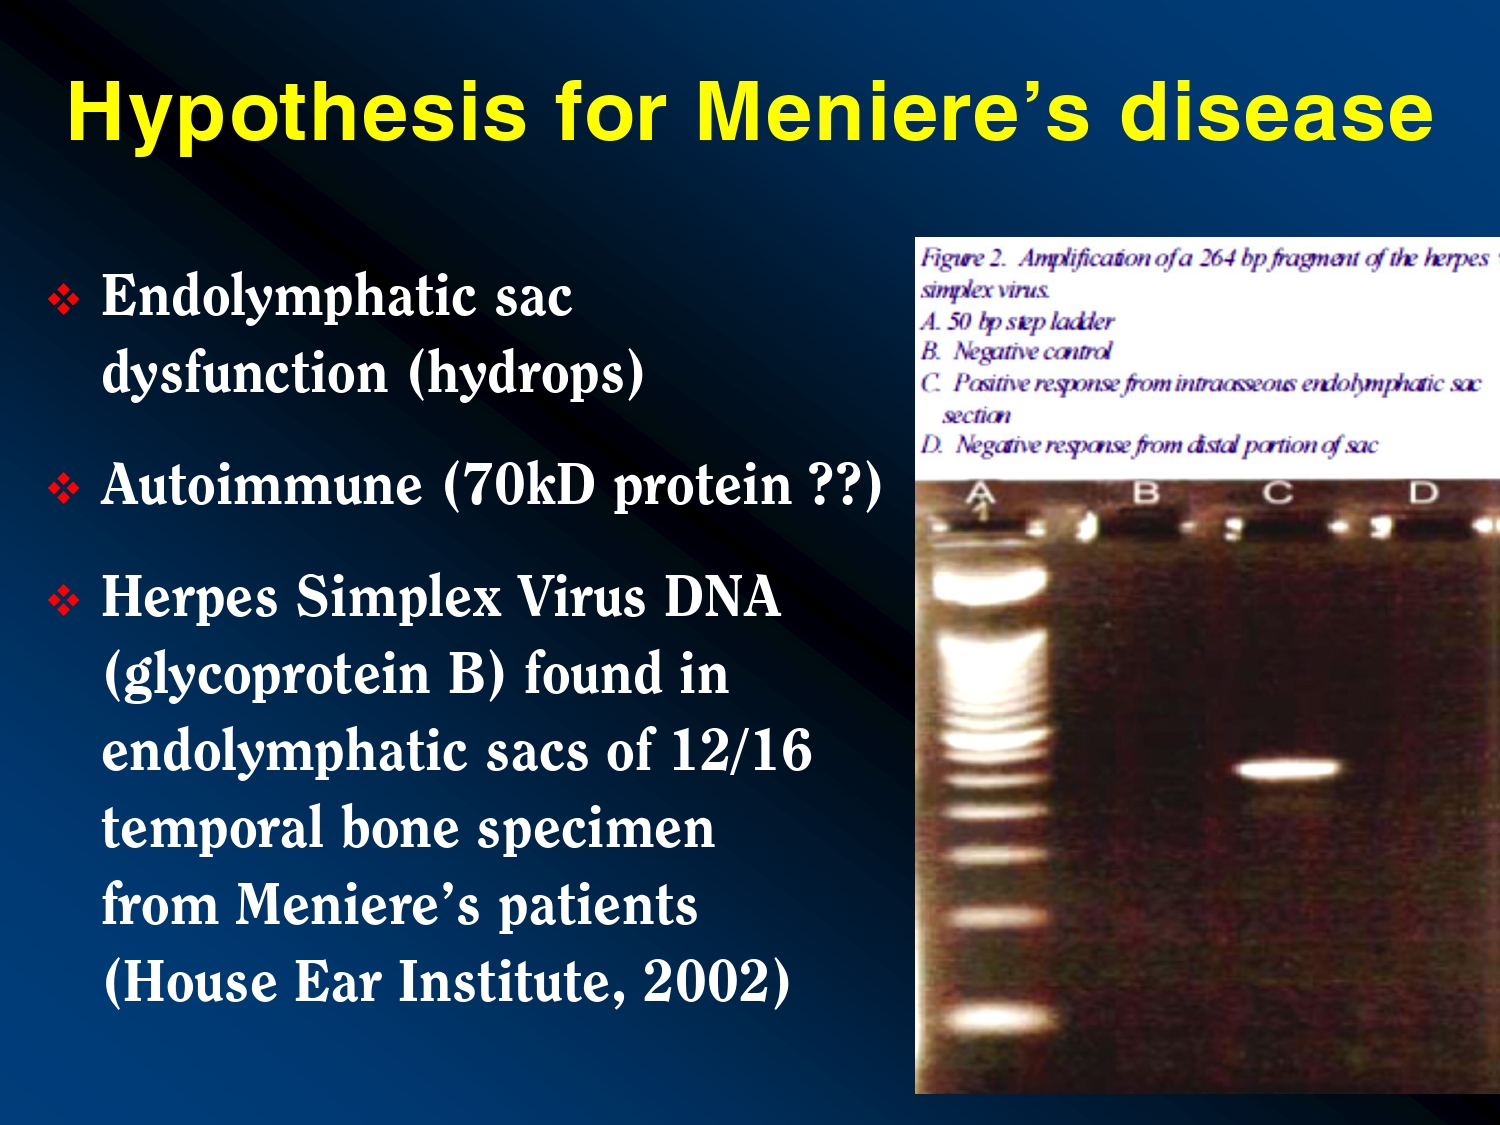 Hypothesis for Meniere’s disease
Endolymphatic sac
dysfunction (hydrops)
Autoimmune (70kD protein ??)
Herpes Simplex Virus DNA
(glycoprotein B) found in
endolymphatic sacs of 12/16
temporal bone specimen
from Meniere’s patients
(House Ear Institute, 2002)
Figure 2. Amplification of a 264 bp fragment of the herpes
simplex virus.
A. 50 bp step ladder
B. Negative control
C. Positive response from intraosseous endolymphatic sac
section
D. Negative response from distal portion of sac
A B C D